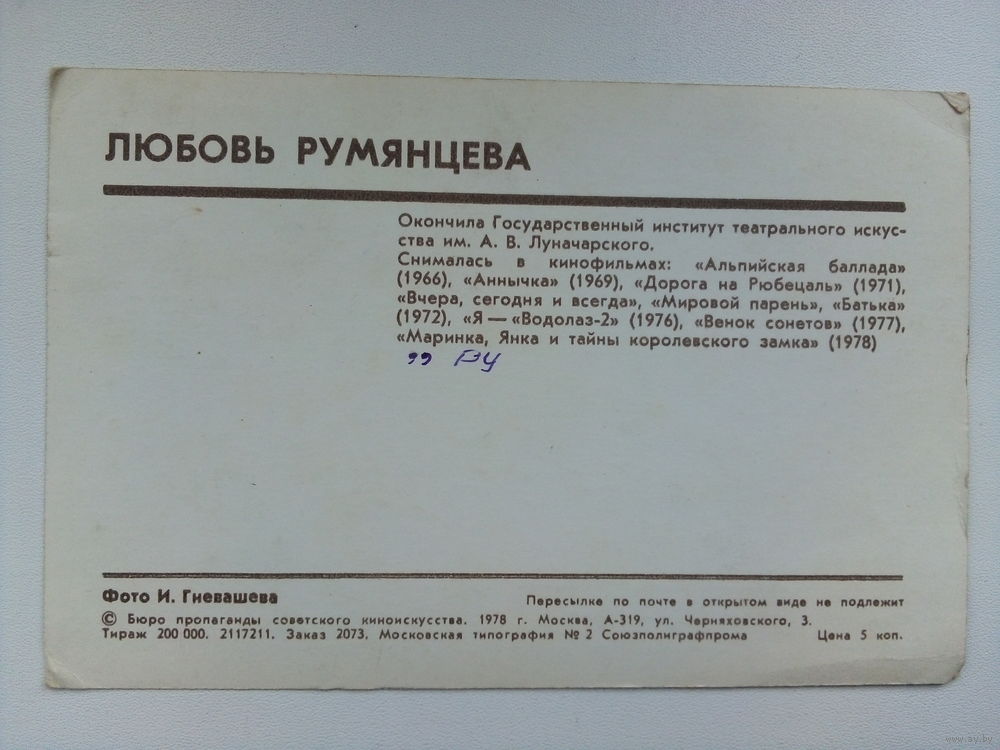 ЛЮБОВЬ РУМЯНЦЕВА
Окончила Государственный институт театрального искус-
ства им. А. В. Луначарского.
Снималась в кинофильмах: «Альпийская баллада»
(1966), «Аннычка» (1969), «Дорога на Рюбецаль» (1971),
«Вчера, сегодня и всегда», «Мировой парень», «Батька»
(1972), «Я — «Водолаз-2» (1976), «Венок сонетов» (1977),
«Маринка, Янка и тайны королевского замка» (1978)
Фото И. Гневашева
Пересылке по почте в открытом виде не подлежит
© Бюро пропаганды советского киноискусства. 1978 г. Москва, А-319, ул. Черняховского, 3.
Тираж 200 000. 2117211. Заказ 2073. Московская типография № 2 Союзполиграфпрома Цена 5 коп.
www.ay.by